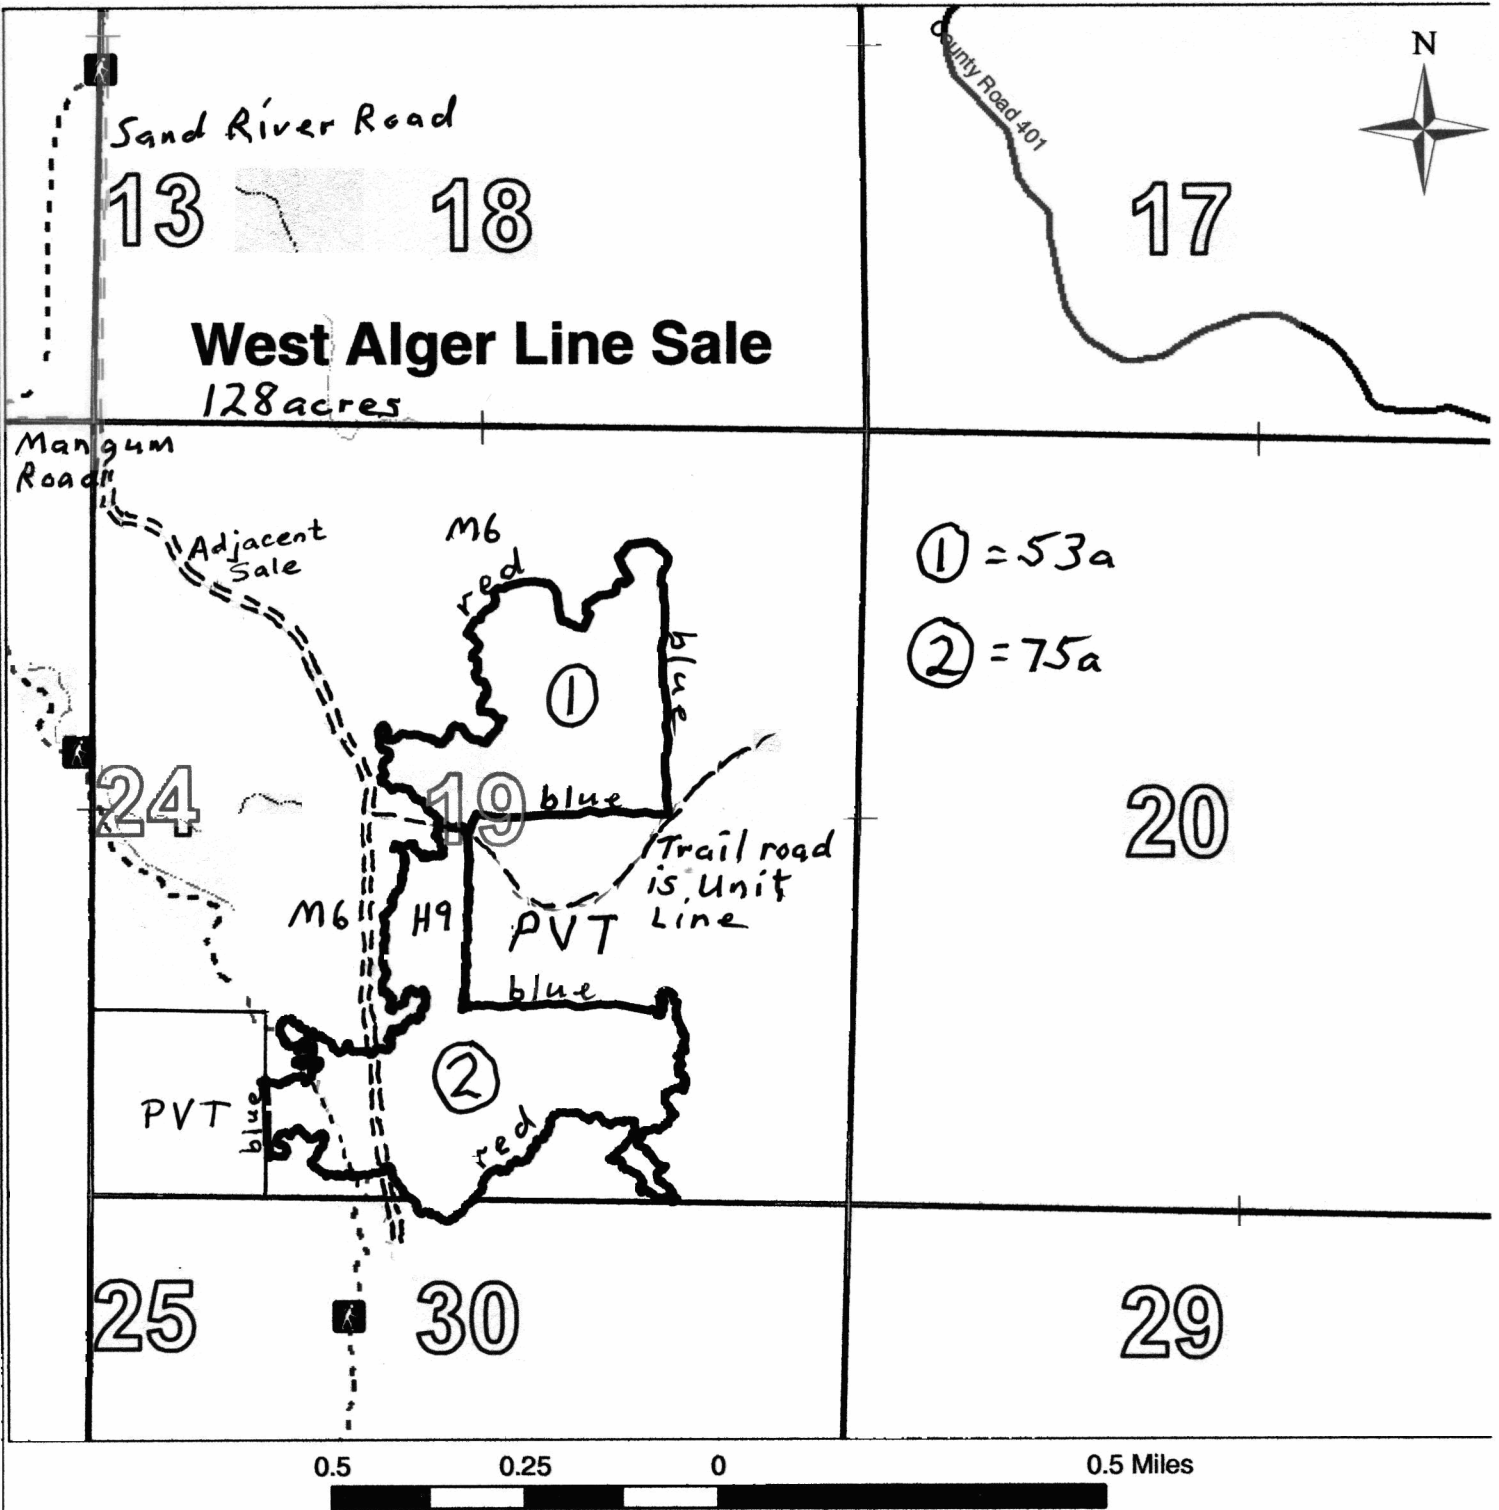 N
County Road 401
Sand River Road
13
18
17
West Alger Line Sale
128 acres
Mangum
Road
Adjacent
Sale
M6
red
1 = 53a
2 = 75a
blue
1
24
19
blue
20
Trail road
is Unit
Line
M6
H9
PVT
blue
2
PVT
blue
red
25
30
29
0.5
0.25
0
0.5 Miles